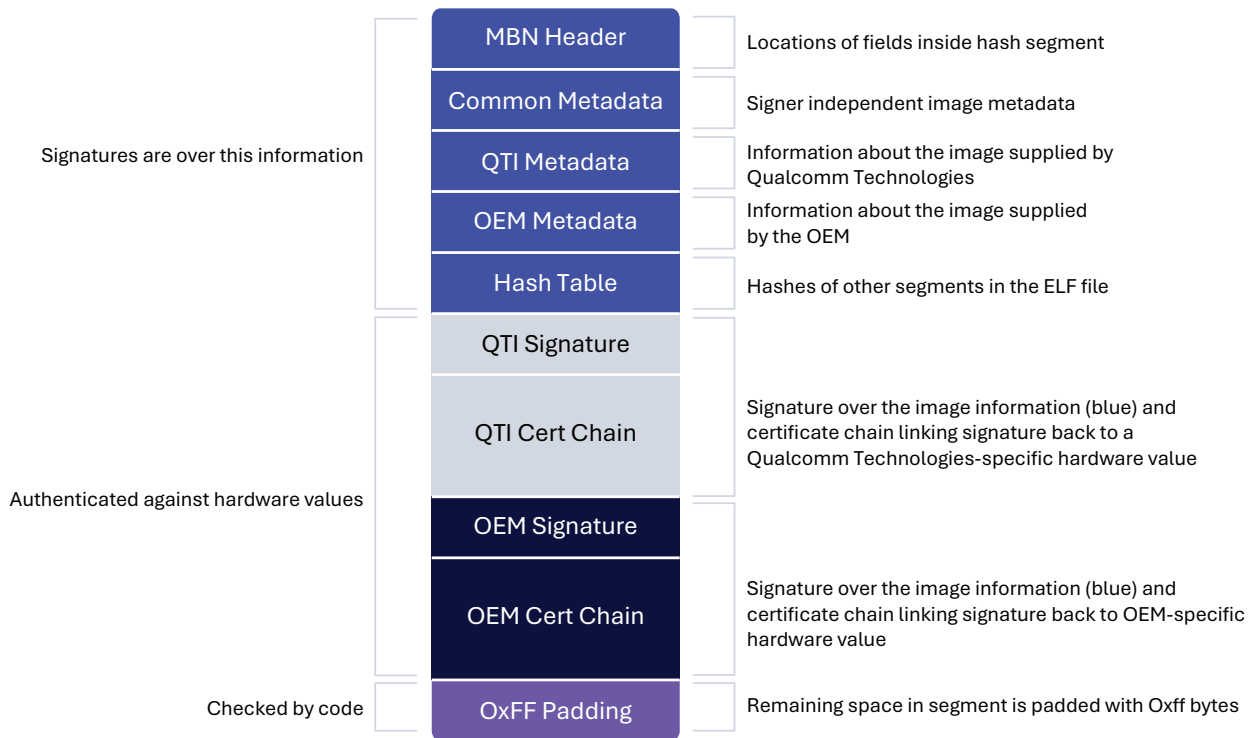 MBN Header
Locations of fields inside hash segment
Common Metadata
Signer independent image metadata
Signatures are over this information
QTI Metadata
Information about the image supplied by
Qualcomm Technologies
OEM Metadata
Information about the image supplied
by the OEM
Hash Table
Hashes of other segments in the ELF file
QTI Signature
QTI Cert Chain
Signature over the image information (blue) and
certificate chain linking signature back to a
Qualcomm Technologies-specific hardware value
Authenticated against hardware values
OEM Signature
OEM Cert Chain
Signature over the image information (blue) and
certificate chain linking signature back to OEM-specific
hardware value
Checked by code
OxFF Padding
Remaining space in segment is padded with Oxff bytes